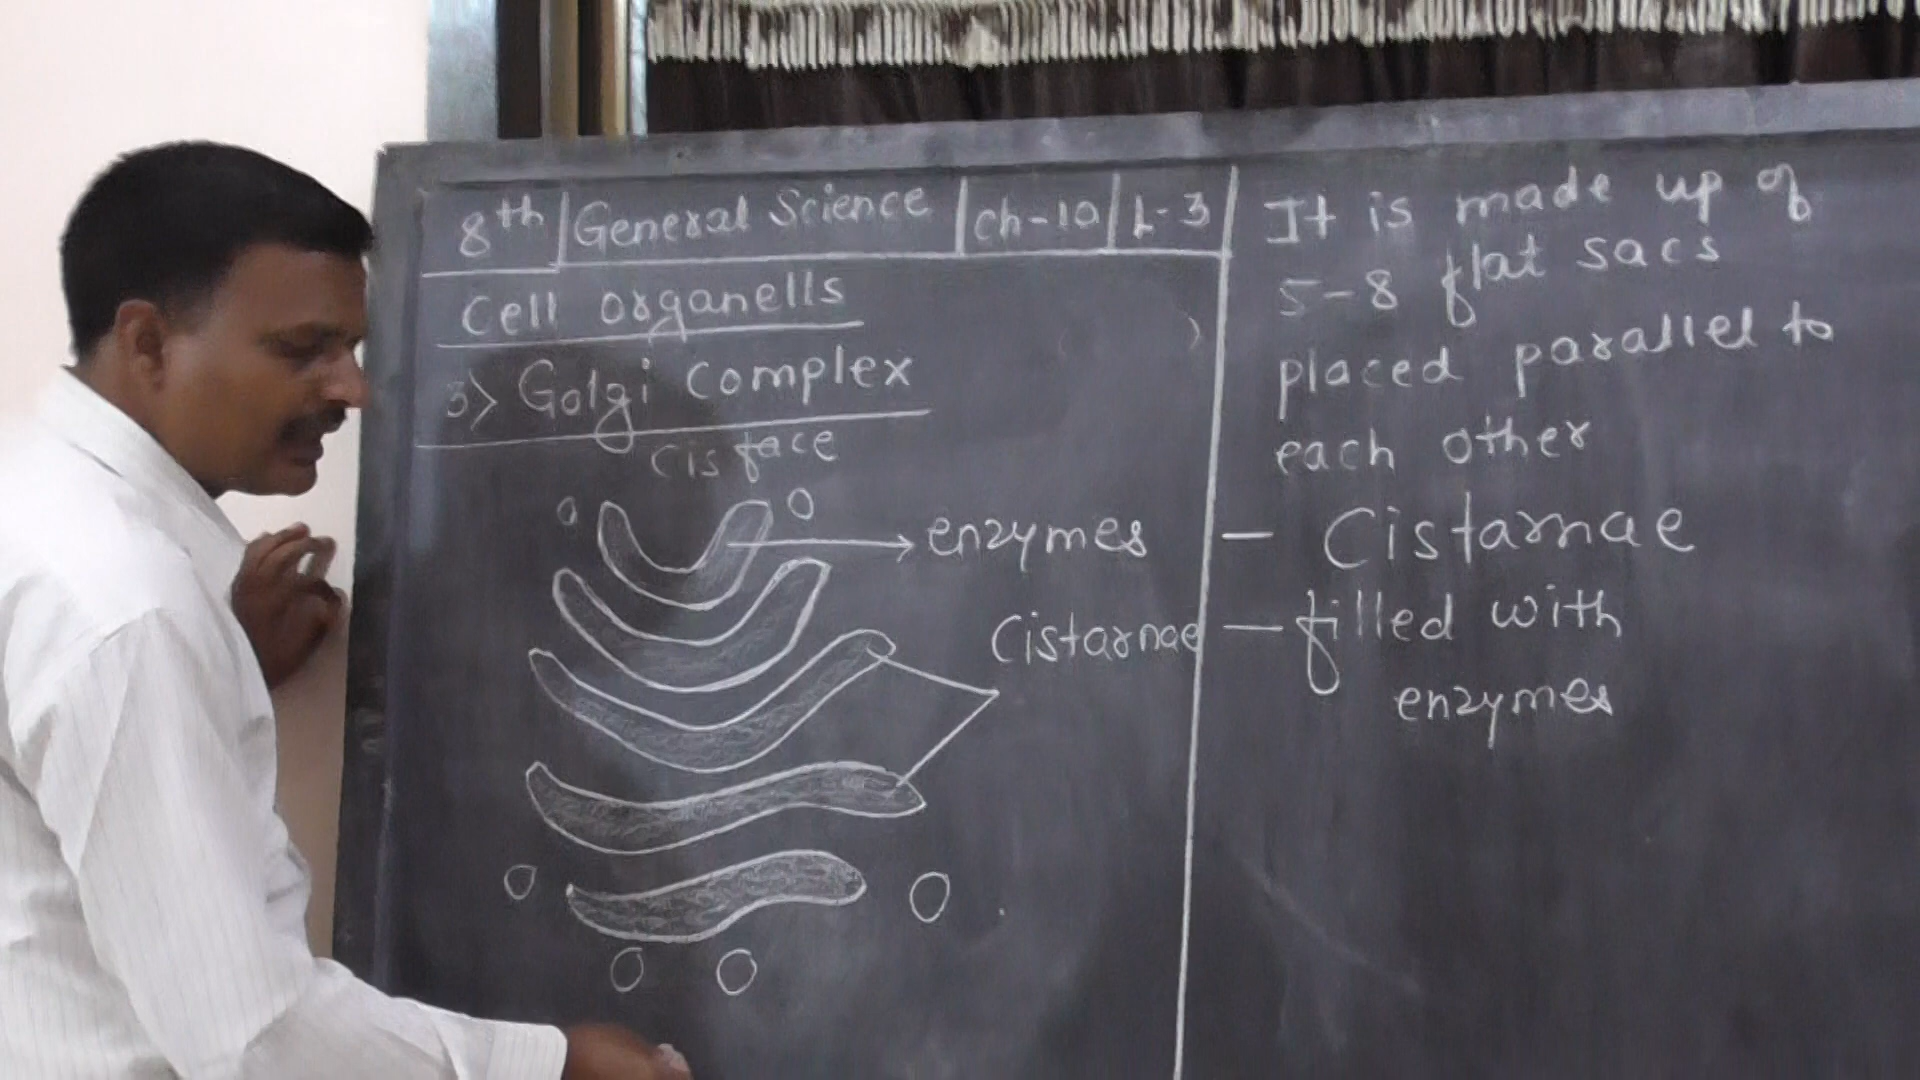 8th General Science ch-10 L-3
Cell organells
3> Golgi Complex
Cis face
enzymes
Cistarnae
It is made up of
5-8 flat sacs
placed parallel to
each other
- Cistarnae
- filled with
enzymes